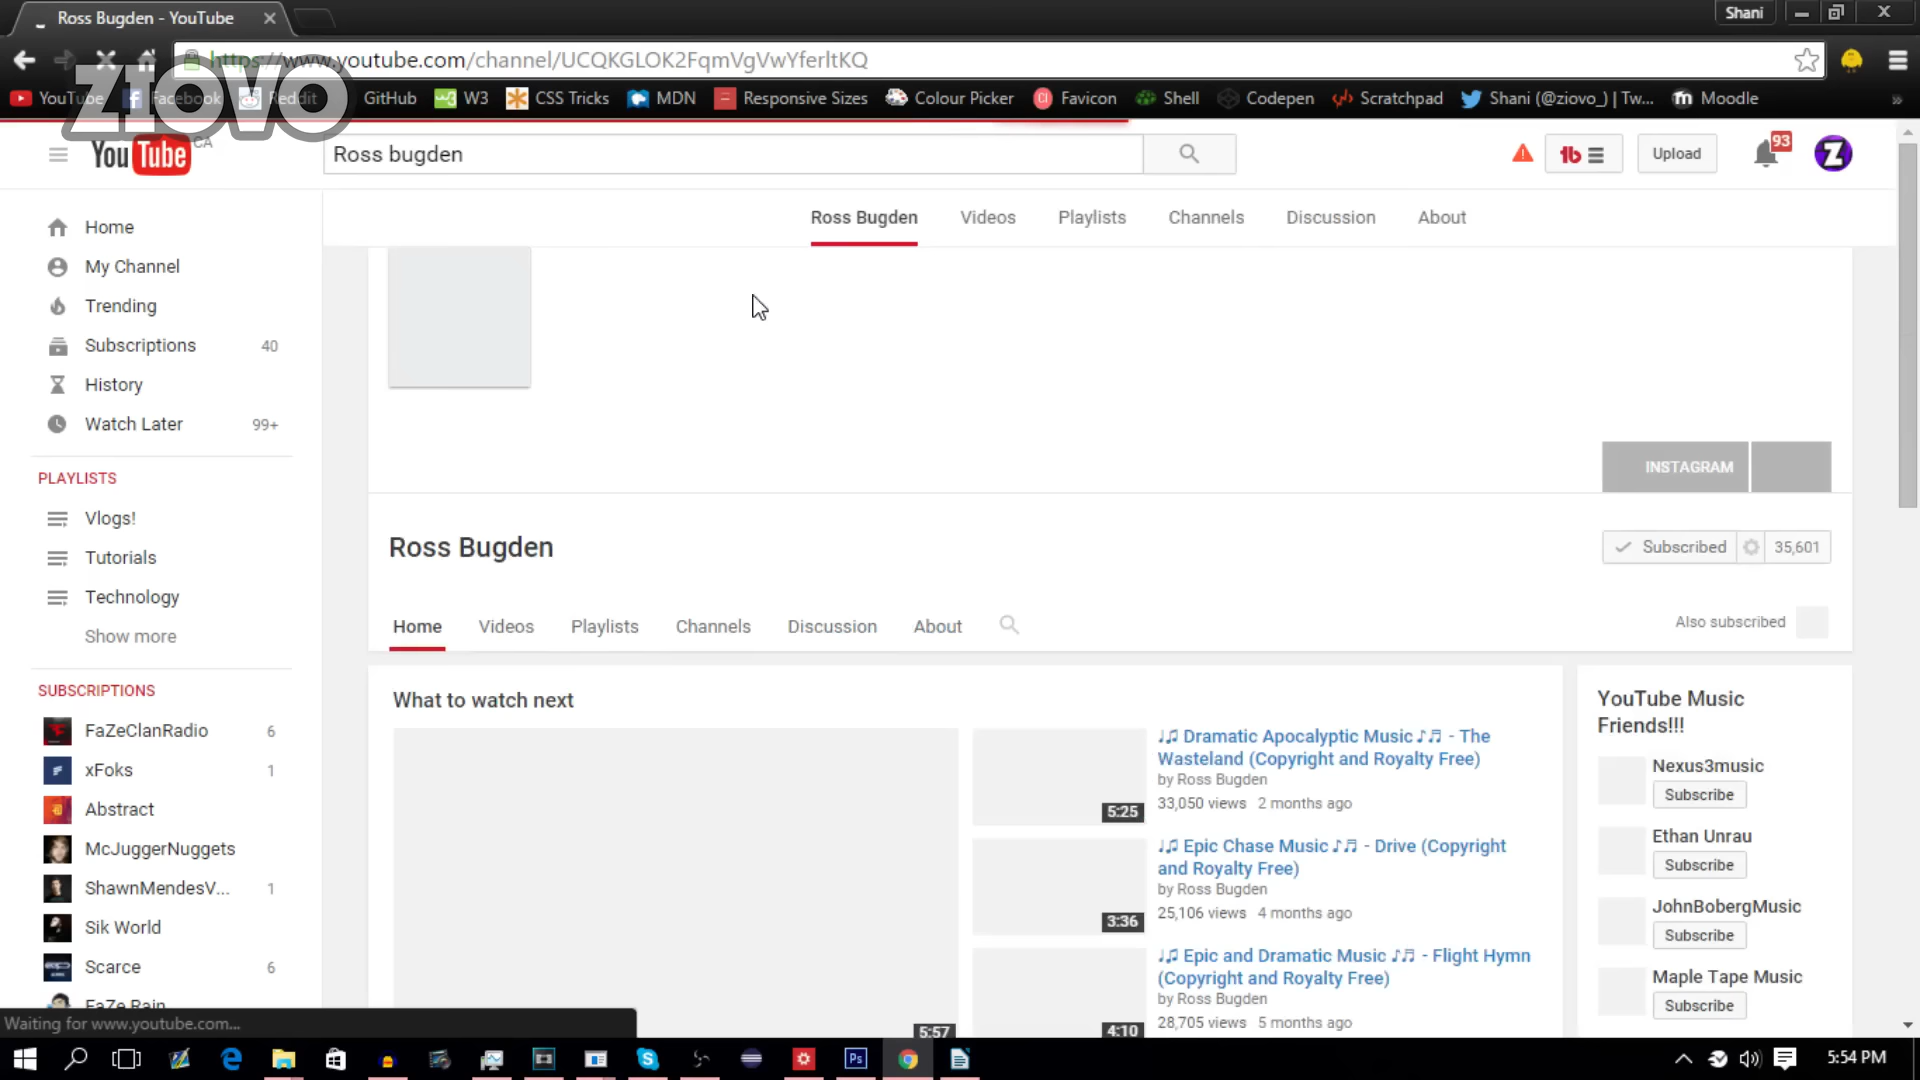 Ross Bugden - YouTube
Shani
https://www.youtube.com/channel/UCQKGLOK2FqmVgVwYferltKQ
YouTube Facebook Reddit GitHub W3 CSS Tricks MDN Responsive Sizes Colour Picker Favicon Shell Codepen Scratchpad Shani (@ziovo_) | Tw... Moodle »
ZIOVO
YouTube CA
Ross bugden
Upload
93
Ross Bugden Videos Playlists Channels Discussion About
Home
My Channel
Trending
Subscriptions 40
History
Watch Later 99+
PLAYLISTS
Vlogs!
Tutorials
Technology
Show more
SUBSCRIPTIONS
FaZeClanRadio 6
xFoks 1
Abstract
McJuggerNuggets
ShawnMendesV... 1
Sik World
Scarce 6
FaZe Rain
INSTAGRAM
Ross Bugden
Subscribed 35,601
Home Videos Playlists Channels Discussion About
Also subscribed
What to watch next
5:57
♩♫ Dramatic Apocalyptic Music ♪♬ - The
Wasteland (Copyright and Royalty Free)
by Ross Bugden
33,050 views 2 months ago
5:25
♩♫ Epic Chase Music ♪♬ - Drive (Copyright
and Royalty Free)
by Ross Bugden
25,106 views 4 months ago
3:36
♩♫ Epic and Dramatic Music ♪♬ - Flight Hymn
(Copyright and Royalty Free)
by Ross Bugden
28,705 views 5 months ago
4:10
YouTube Music
Friends!!!
Nexus3music
Subscribe
Ethan Unrau
Subscribe
JohnBobergMusic
Subscribe
Maple Tape Music
Subscribe
Waiting for www.youtube.com...
Ps
5:54 PM